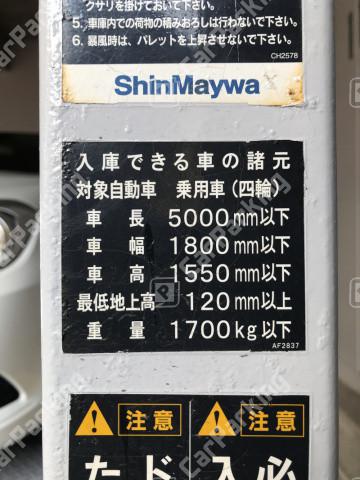 クサリを掛けておいて下さい。
5. 車庫内での荷物の積みおろしは行わないで下さい。
6. 暴風時は、パレットを上昇させないで下さい。
CH2578
ShinMaywa
入庫できる車の諸元
対象自動車 乗用車(四輪)
車長 5000mm以下
車幅 1800mm以下
車高 1550mm以下
最低地上高 120mm以上
重量 1700kg以下
AF2837
注意 注意
ただ 入必
CarParking